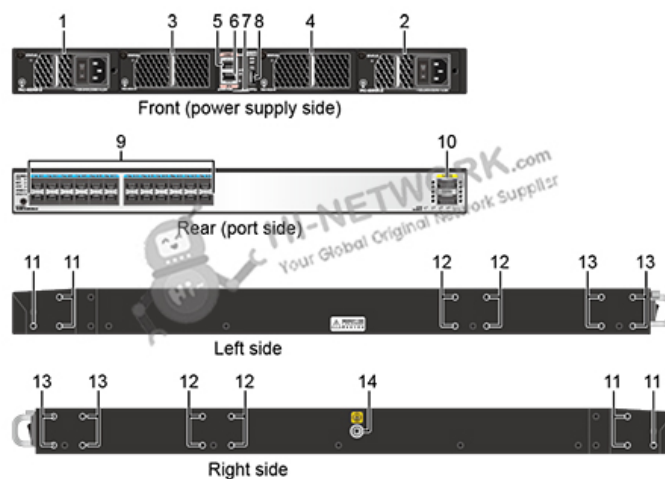 1 3 5 6 7 8 4 2
Front (power supply side)
9 10
Rear (port side)
HI-NETWORK.com
Your Global Original Network Supplier
Hi-
11 11 12 12 13 13
Left side
13 13 12 12 14 11 11
Right side